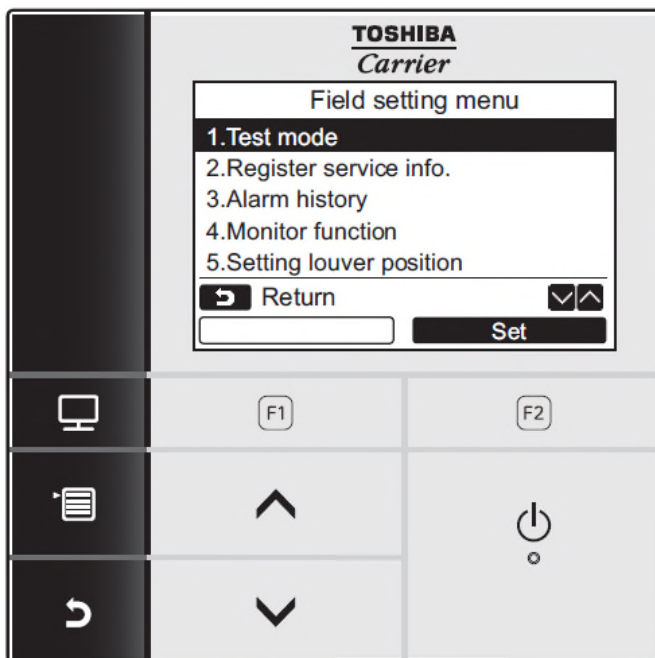 TOSHIBA
Carrier
Field setting menu
1.Test mode
2.Register service info.
3.Alarm history
4.Monitor function
5.Setting louver position
Return
Set
F1
F2